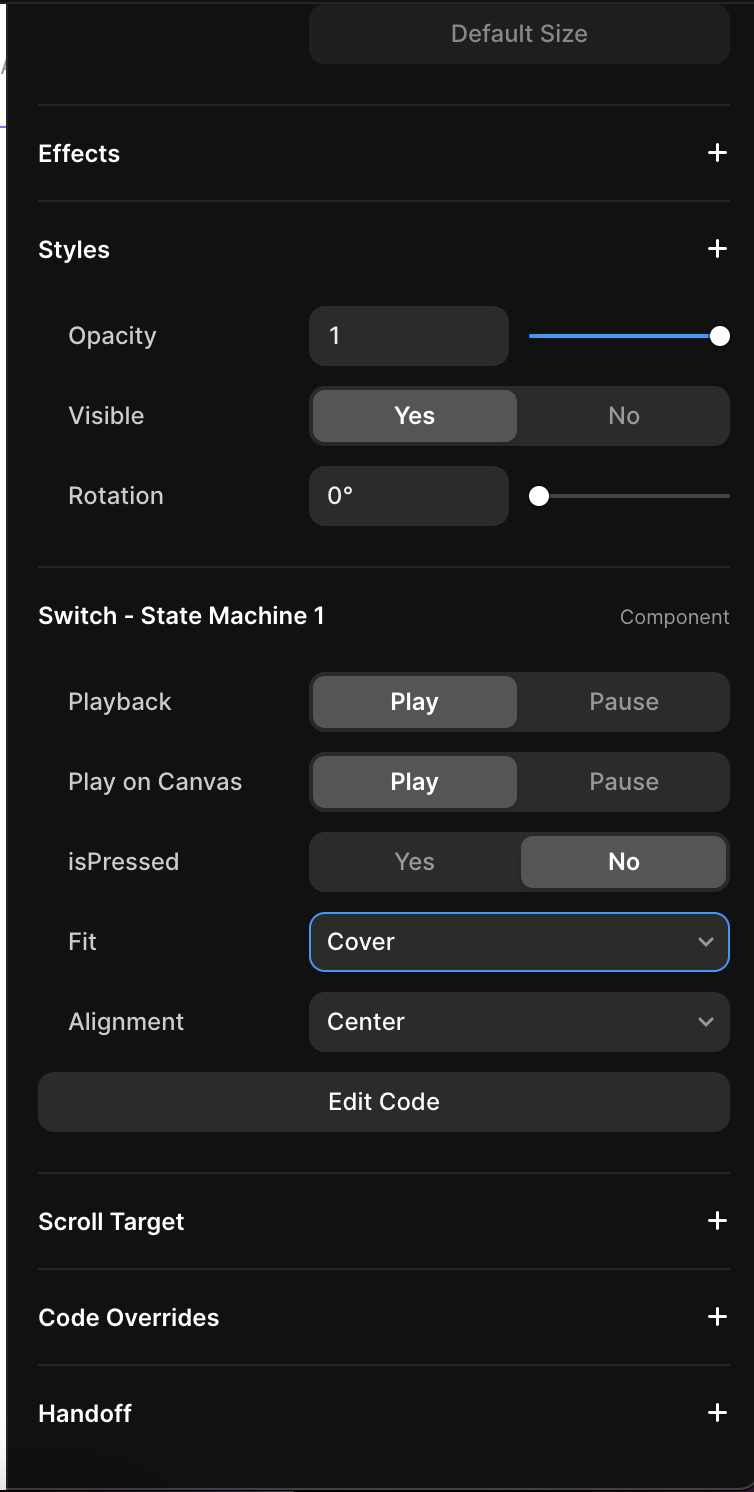 Default Size
Effects
Styles
Opacity 1
Visible Yes No
Rotation 0°
Switch - State Machine 1 Component
Playback Play Pause
Play on Canvas Play Pause
isPressed Yes No
Fit Cover
Alignment Center
Edit Code
Scroll Target
Code Overrides
Handoff